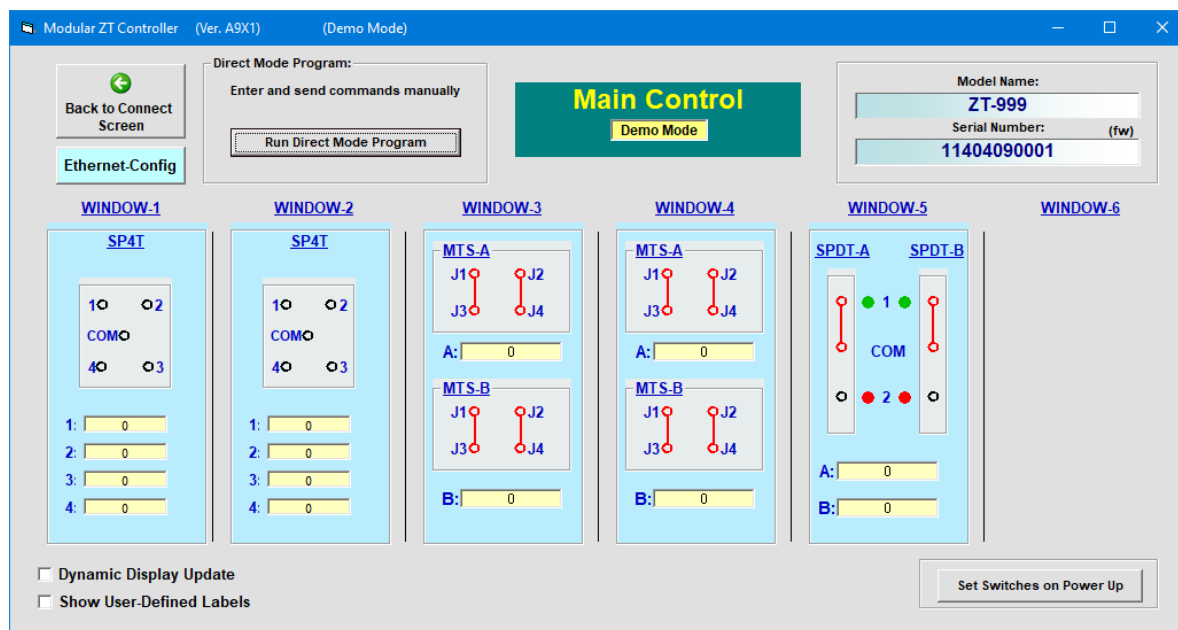 Modular ZT Controller (Ver. A9X1) (Demo Mode)
Back to Connect
Screen
Ethernet-Config
Direct Mode Program:
Enter and send commands manually
Run Direct Mode Program
Main Control
Demo Mode
Model Name:
ZT-999
Serial Number: (fw)
11404090001
WINDOW-1
SP4T
1 2
COM
4 3
1: 0
2: 0
3: 0
4: 0
WINDOW-2
SP4T
1 2
COM
4 3
1: 0
2: 0
3: 0
4: 0
WINDOW-3
MTS-A
J1 J2
J3 J4
A: 0
MTS-B
J1 J2
J3 J4
B: 0
WINDOW-4
MTS-A
J1 J2
J3 J4
A: 0
MTS-B
J1 J2
J3 J4
B: 0
WINDOW-5
SPDT-A SPDT-B
1
COM
2
A: 0
B: 0
WINDOW-6
Dynamic Display Update
Show User-Defined Labels
Set Switches on Power Up